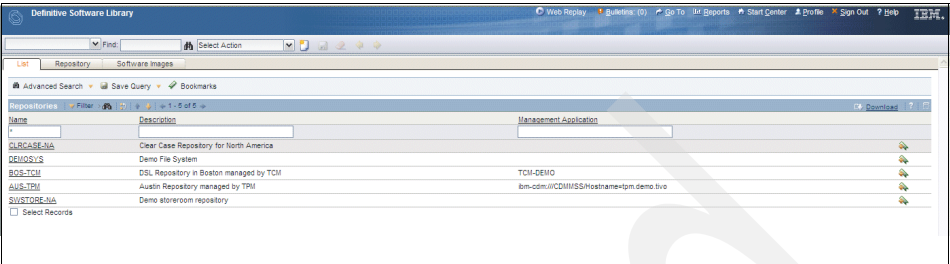 Definitive Software Library
Web Replay Bulletins: (0) Go To Reports Start Center Profile Sign Out ? Help IBM.
Find: Select Action
List Repository Software Images
Advanced Search Save Query Bookmarks
Repositories Filter 1 - 5 of 5 Download ?
Name Description Management Application
*
CLRCASE-NA Clear Case Repository for North America
DEMOSYS Demo File System
BOS-TCM DSL Repository in Boston managed by TCM TCM-DEMO
AUS-TPM Austin Repository managed by TPM ibm-cdm:///CDMMSS/Hostname=tpm.demo.tivo
SWSTORE-NA Demo storeroom repository
Select Records